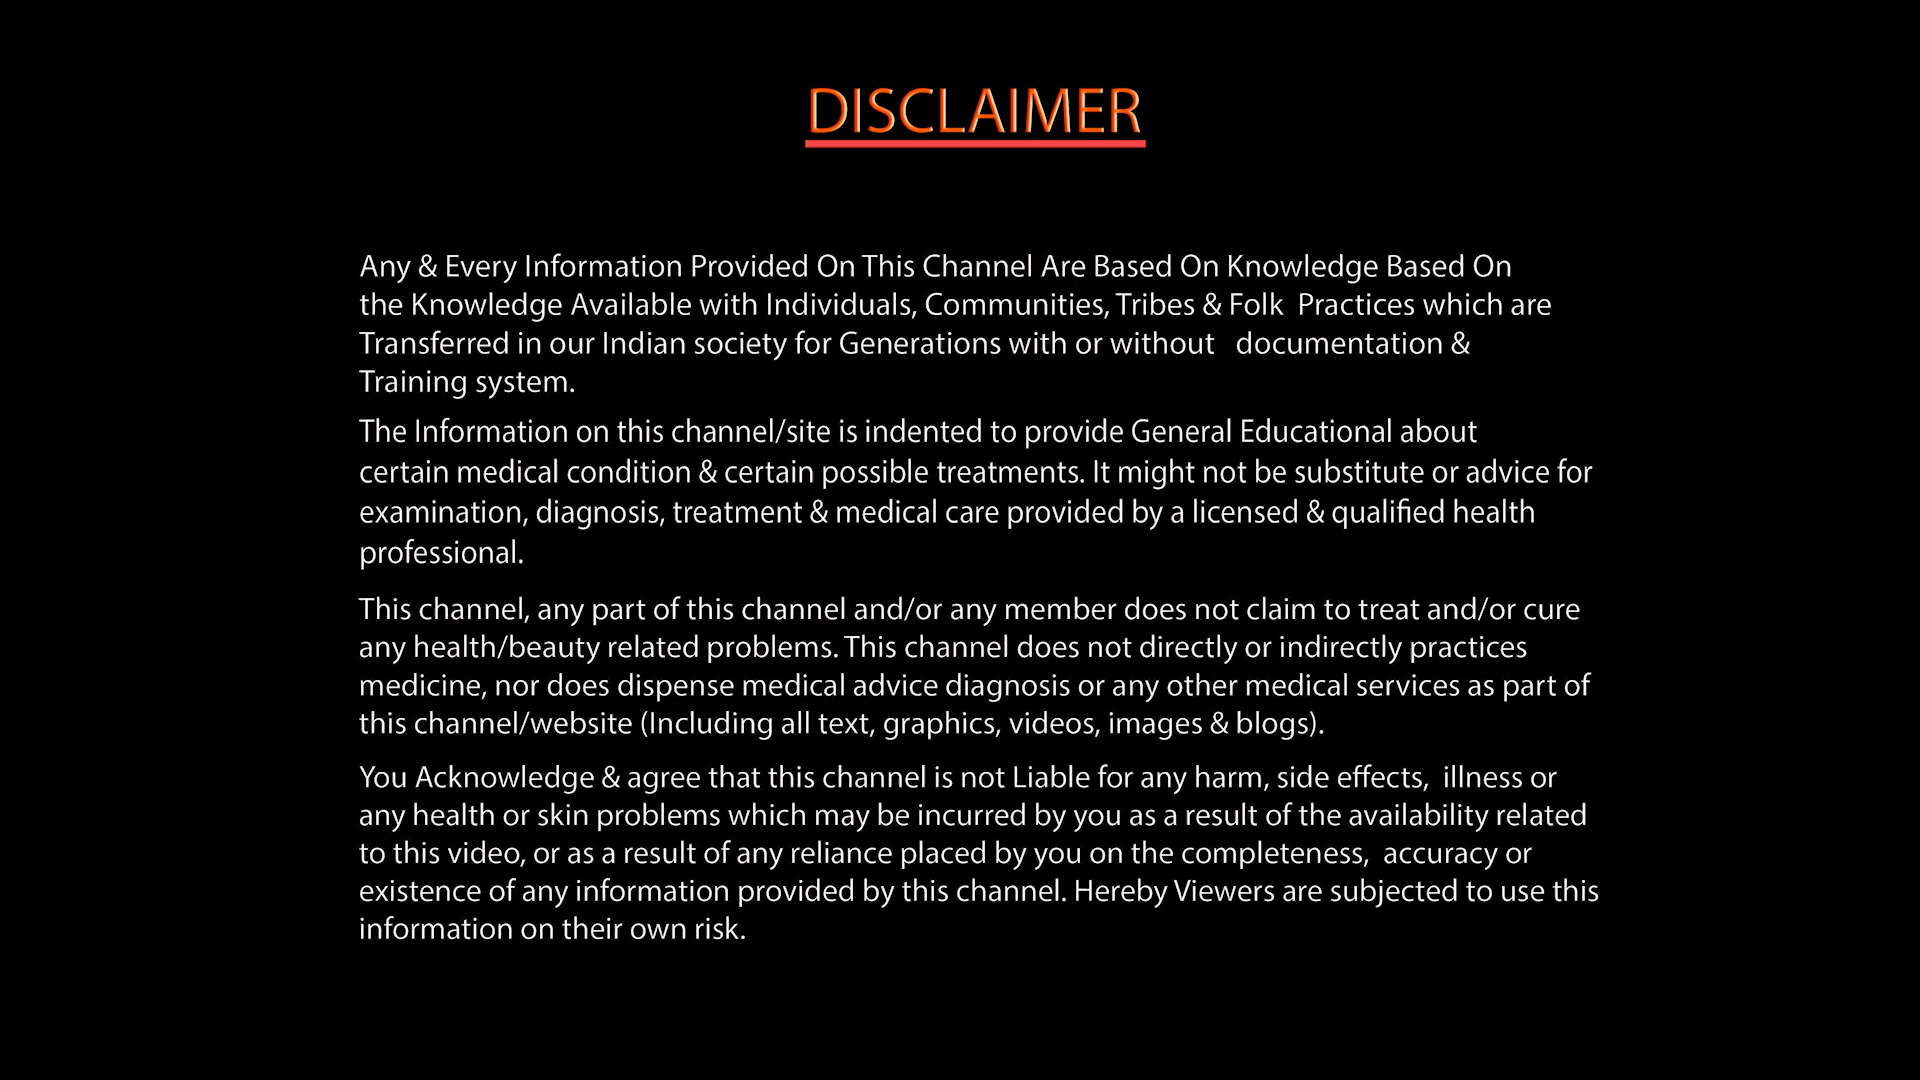 DISCLAIMER
Any & Every Information Provided On This Channel Are Based On Knowledge Based On
the Knowledge Available with Individuals, Communities, Tribes & Folk Practices which are
Transferred in our Indian society for Generations with or without documentation &
Training system.
The Information on this channel/site is indented to provide General Educational about
certain medical condition & certain possible treatments. It might not be substitute or advice for
examination, diagnosis, treatment & medical care provided by a licensed & qualified health
professional.
This channel, any part of this channel and/or any member does not claim to treat and/or cure
any health/beauty related problems. This channel does not directly or indirectly practices
medicine, nor does dispense medical advice diagnosis or any other medical services as part of
this channel/website (Including all text, graphics, videos, images & blogs).
You Acknowledge & agree that this channel is not Liable for any harm, side effects, illness or
any health or skin problems which may be incurred by you as a result of the availability related
to this video, or as a result of any reliance placed by you on the completeness, accuracy or
existence of any information provided by this channel. Hereby Viewers are subjected to use this
information on their own risk.